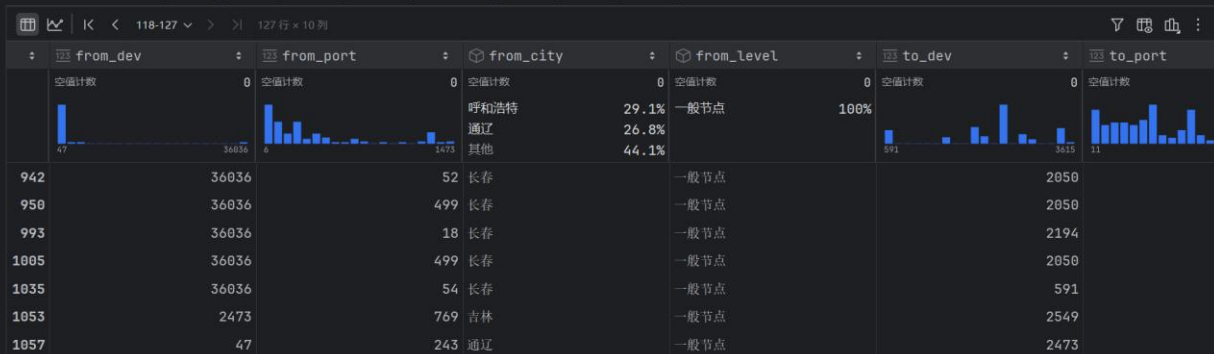 118-127 127 行 × 10 列
123 from_dev 123 from_port from_city from_level 123 to_dev 123 to_port
空值计数 0 空值计数 0 空值计数 0 空值计数 0 空值计数 0 空值计数
呼和浩特 29.1% 一般节点 100%
通辽 26.8%
其他 44.1%
47 36036 6 1473 591 3615 11
942 36036 52 长春 一般节点 2050
950 36036 499 长春 一般节点 2050
993 36036 18 长春 一般节点 2194
1005 36036 499 长春 一般节点 2050
1035 36036 54 长春 一般节点 591
1053 2473 769 吉林 一般节点 2549
1057 47 243 通辽 一般节点 2473